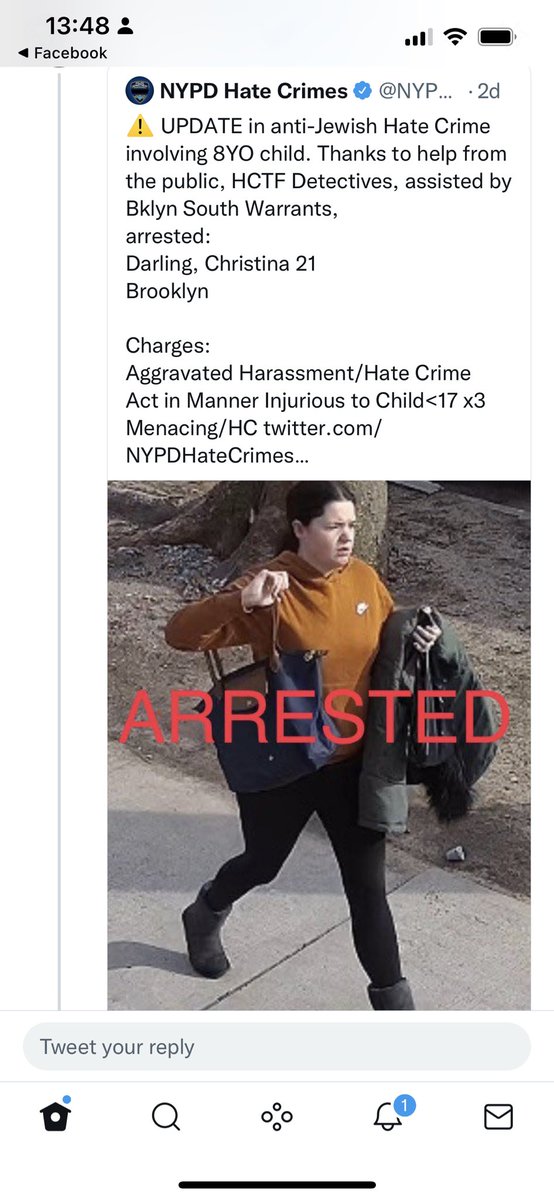 13:48
Facebook
NYPD Hate Crimes @NYP... · 2d
UPDATE in anti-Jewish Hate Crime
involving 8YO child. Thanks to help from
the public, HCTF Detectives, assisted by
Bklyn South Warrants,
arrested:
Darling, Christina 21
Brooklyn
Charges:
Aggravated Harassment/Hate Crime
Act in Manner Injurious to Child<17 x3
Menacing/HC twitter.com/
NYPDHateCrimes...
ARRESTED
Tweet your reply
1